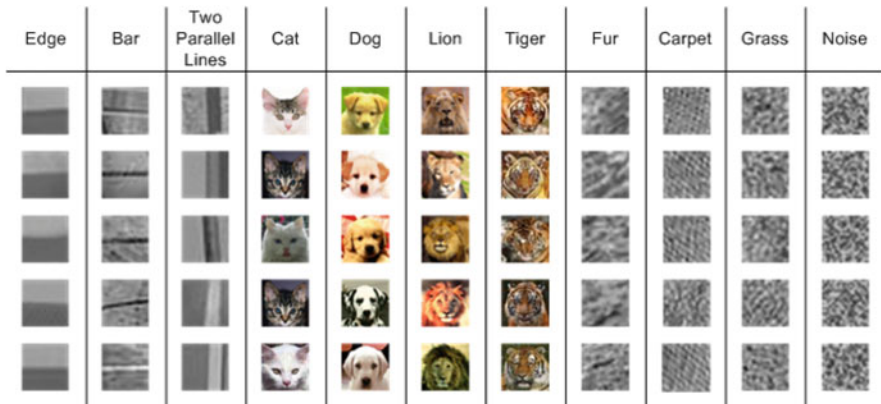 Edge
Bar
Two
Parallel
Lines
Cat
Dog
Lion
Tiger
Fur
Carpet
Grass
Noise